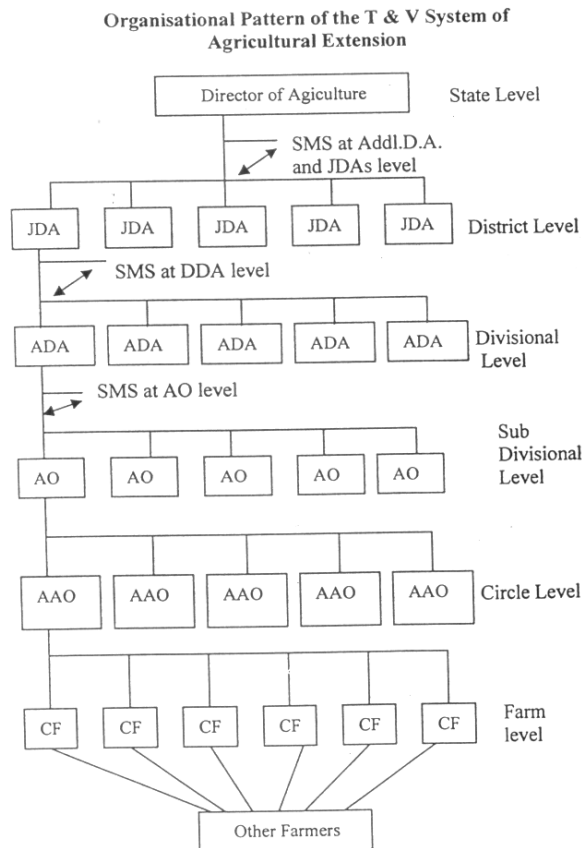 Organisational Pattern of the T & V System of
Agricultural Extension
Director of Agiculture
State Level
SMS at Addl.D.A.
and JDAs level
JDA
JDA
JDA
JDA
JDA
District Level
SMS at DDA level
ADA
ADA
ADA
ADA
ADA
Divisional
Level
SMS at AO level
Sub
Divisional
Level
AO
AO
AO
AO
AO
AAO
AAO
AAO
AAO
AAO
Circle Level
CF
CF
CF
CF
CF
CF
Farm
level
Other Farmers